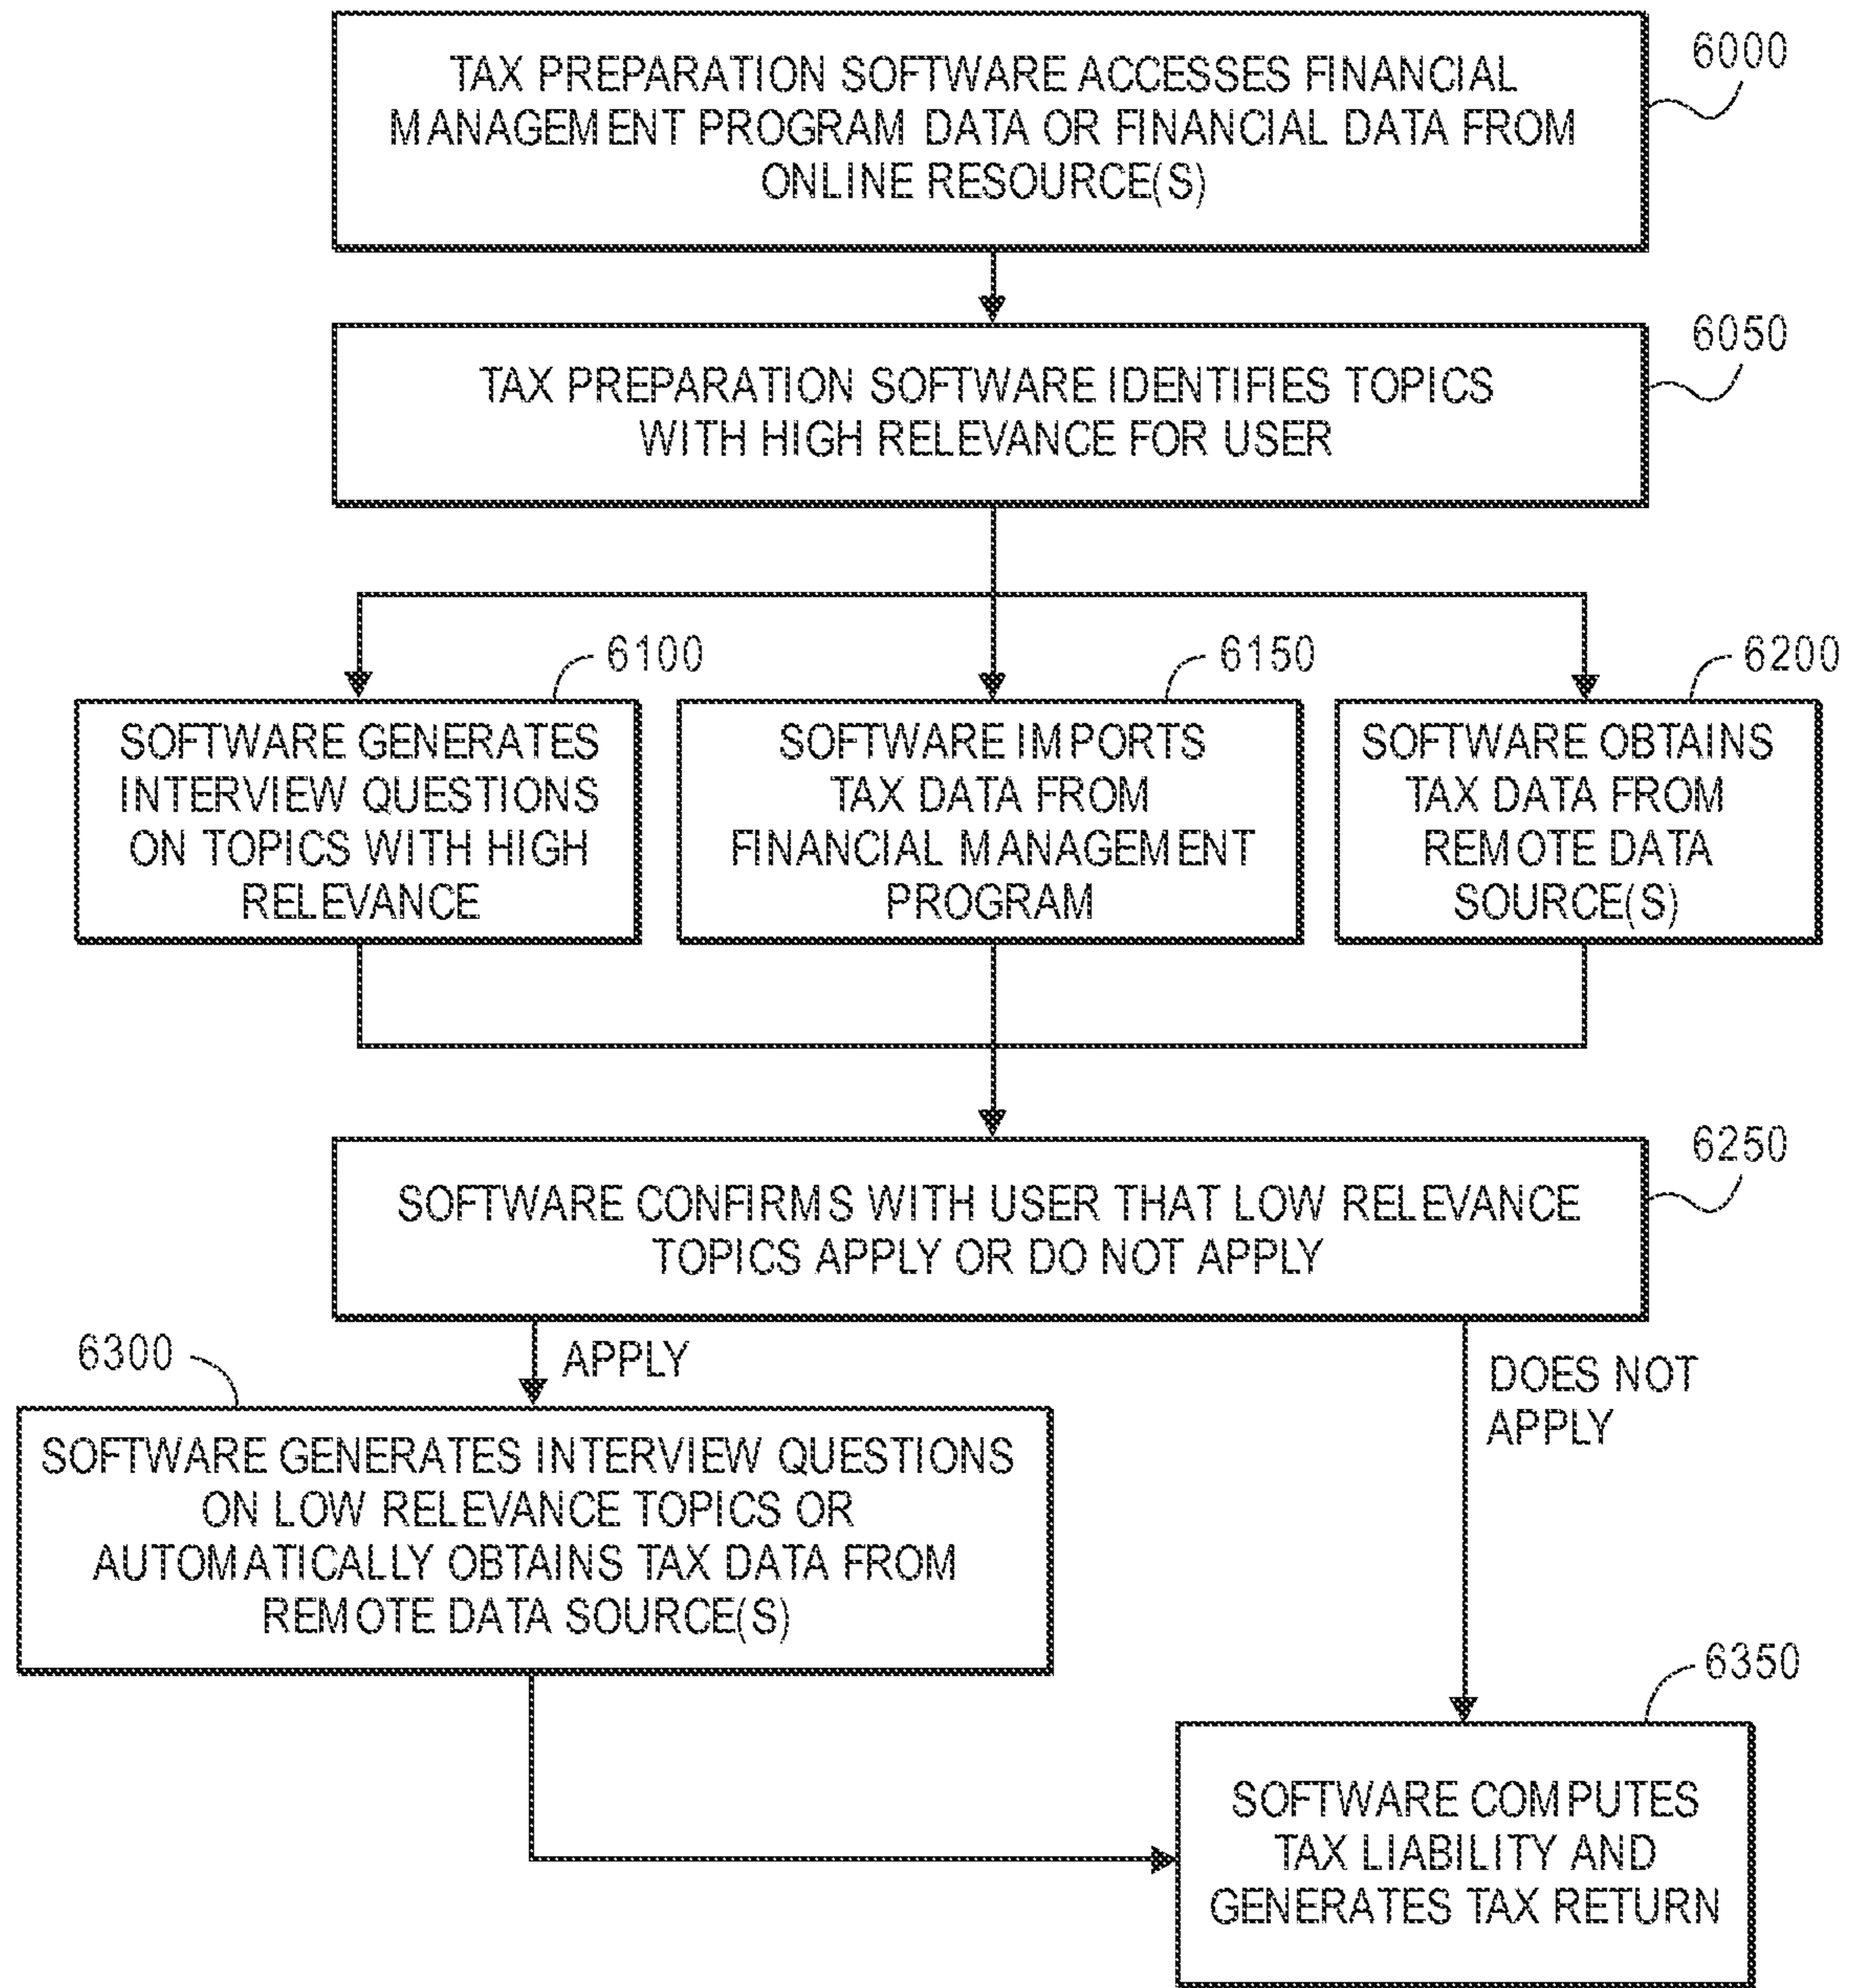 TAX PREPARATION SOFTWARE ACCESSES FINANCIAL
MANAGEMENT PROGRAM DATA OR FINANCIAL DATA FROM
ONLINE RESOURCE(S)
6000
TAX PREPARATION SOFTWARE IDENTIFIES TOPICS
WITH HIGH RELEVANCE FOR USER
6050
6100
SOFTWARE GENERATES
INTERVIEW QUESTIONS
ON TOPICS WITH HIGH
RELEVANCE
6150
SOFTWARE IMPORTS
TAX DATA FROM
FINANCIAL MANAGEMENT
PROGRAM
6200
SOFTWARE OBTAINS
TAX DATA FROM
REMOTE DATA
SOURCE(S)
6250
SOFTWARE CONFIRMS WITH USER THAT LOW RELEVANCE
TOPICS APPLY OR DO NOT APPLY
APPLY
DOES NOT
APPLY
6300
SOFTWARE GENERATES INTERVIEW QUESTIONS
ON LOW RELEVANCE TOPICS OR
AUTOMATICALLY OBTAINS TAX DATA FROM
REMOTE DATA SOURCE(S)
6350
SOFTWARE COMPUTES
TAX LIABILITY AND
GENERATES TAX RETURN